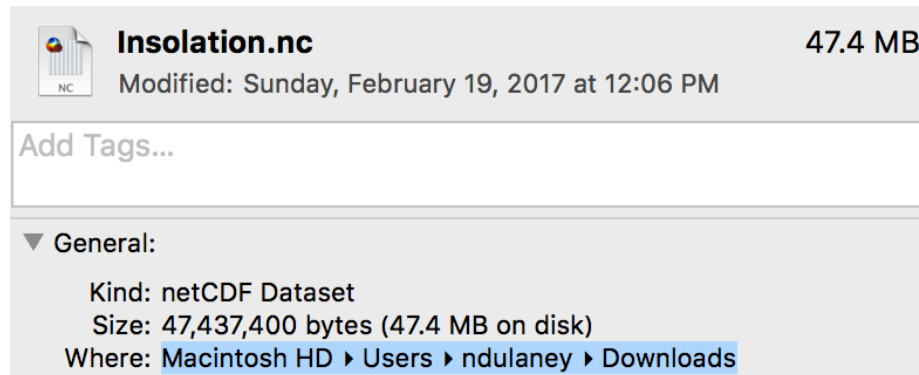 Insolation.nc 47.4 MB
Modified: Sunday, February 19, 2017 at 12:06 PM
NC
Add Tags...
▼ General:
Kind: netCDF Dataset
Size: 47,437,400 bytes (47.4 MB on disk)
Where: Macintosh HD ▸ Users ▸ ndulaney ▸ Downloads